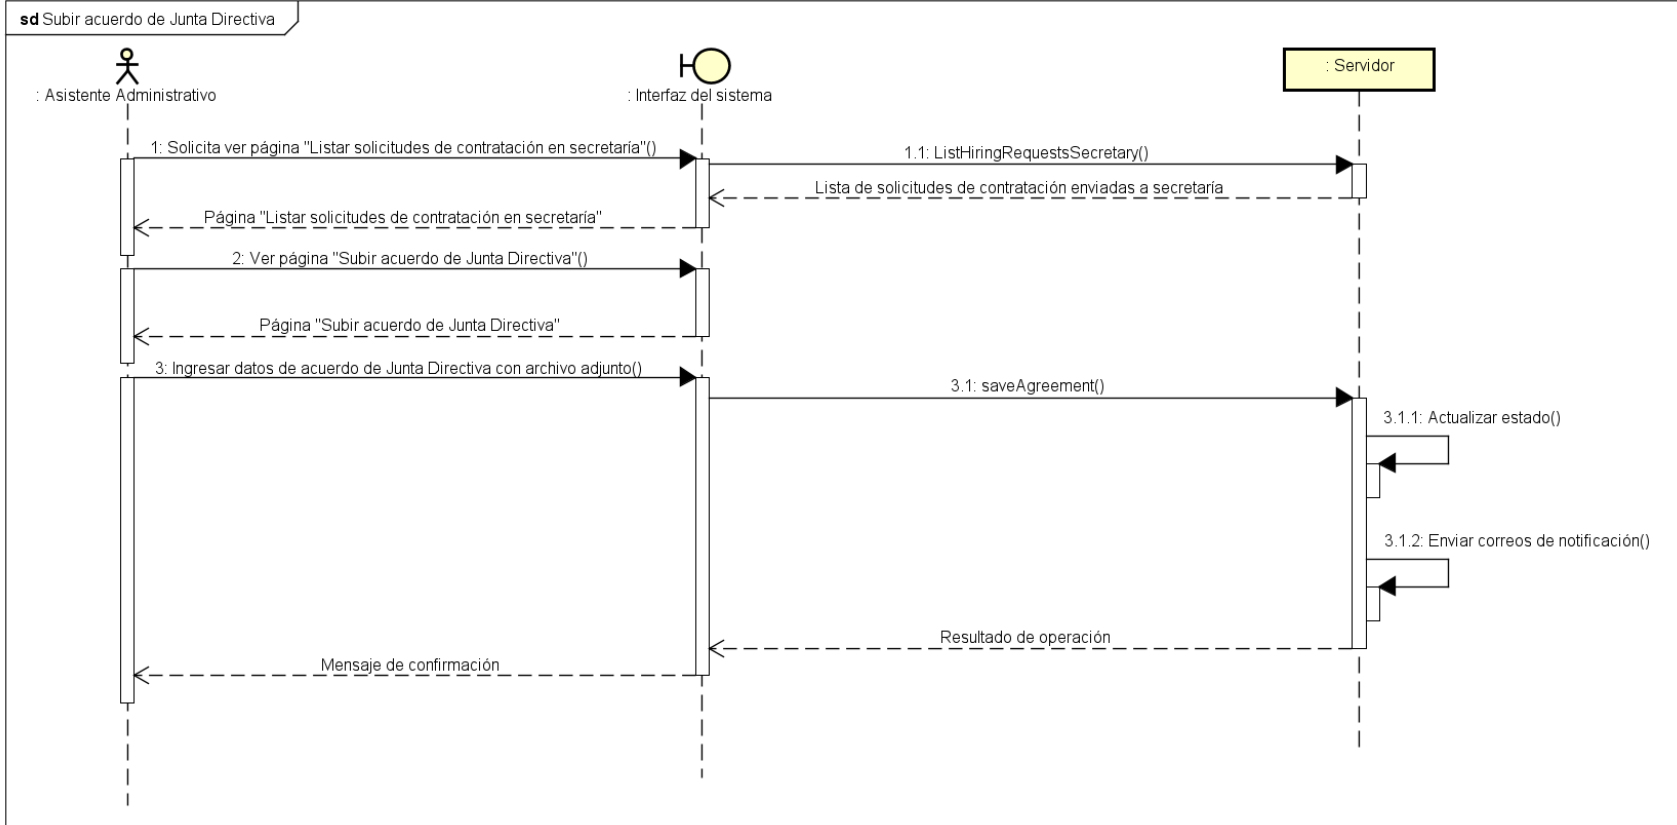 sd Subir acuerdo de Junta Directiva
: Asistente Administrativo
: Interfaz del sistema
: Servidor
1: Solicita ver página "Listar solicitudes de contratación en secretaría"()
1.1: ListHiringRequestsSecretary()
Lista de solicitudes de contratación enviadas a secretaría
Página "Listar solicitudes de contratación en secretaría"
2: Ver página "Subir acuerdo de Junta Directiva"()
Página "Subir acuerdo de Junta Directiva"
3: Ingresar datos de acuerdo de Junta Directiva con archivo adjunto()
3.1: saveAgreement()
3.1.1: Actualizar estado()
3.1.2: Enviar correos de notificación()
Resultado de operación
Mensaje de confirmación